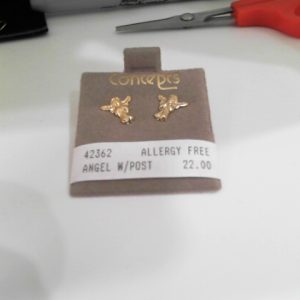 Concepts
42362 ALLERGY FREE
ANGEL W/POST 22.00